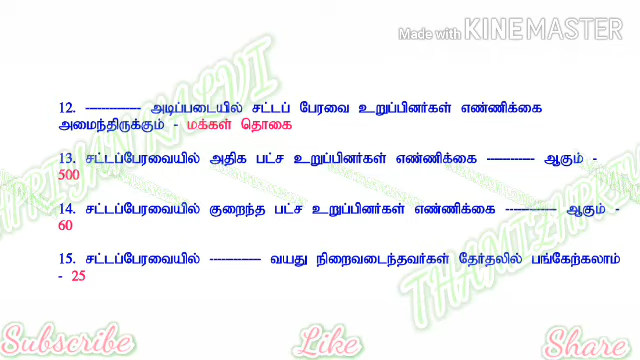 Made with KINEMASTER
12. -------------- அடிப்படையில் சட்டப் பேரவை உறுப்பினர்கள் எண்ணிக்கை
அமைந்திருக்கும் - மக்கள் தொகை
13. சட்டப்பேரவையில் அதிக பட்ச உறுப்பினர்கள் எண்ணிக்கை ------------- ஆகும் -
500
14. சட்டப்பேரவையில் குறைந்த பட்ச உறுப்பினர்கள் எண்ணிக்கை ------------- ஆகும் -
60
15. சட்டப்பேரவையில் ------------- வயது நிறைவடைந்தவர்கள் தேர்தலில் பங்கேற்கலாம்
- 25
Subscribe Like Share